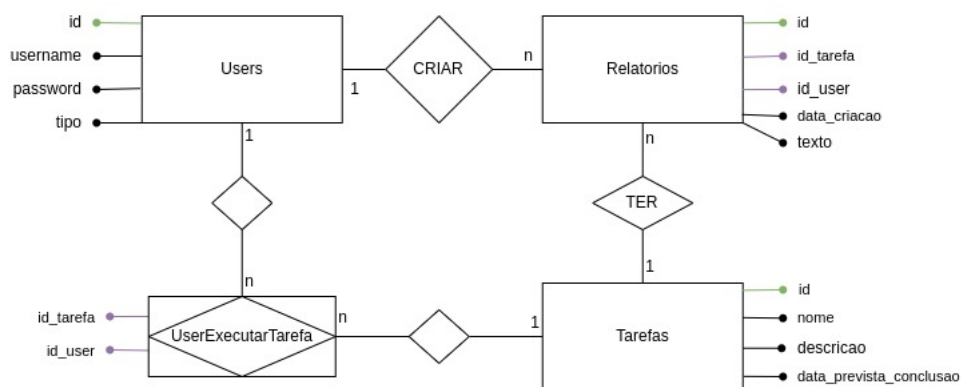 id
username
password
tipo
Users
1
CRIAR
n
Relatorios
id
id_tarefa
id_user
data_criacao
texto
1
n
TER
n
1
id_tarefa
id_user
UserExecutarTarefa
n
1
Tarefas
id
nome
descricao
data_prevista_conclusao